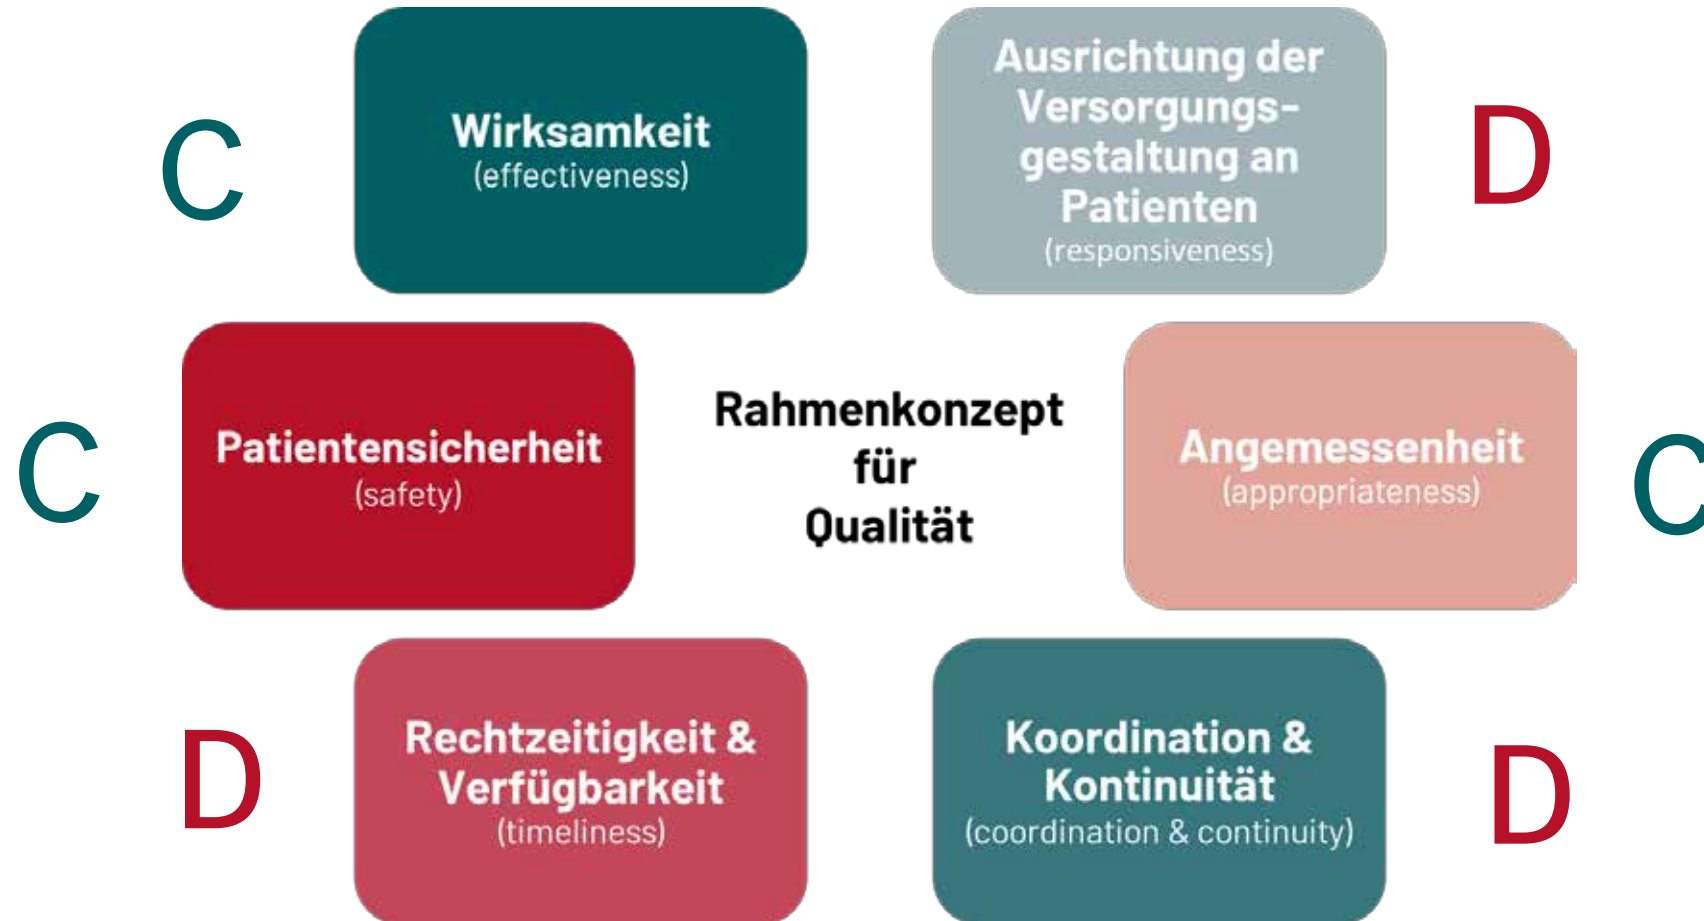 C
Wirksamkeit
(effectiveness)
Ausrichtung der
Versorgungs-
gestaltung an
Patienten
(responsiveness)
D
C
Patientensicherheit
(safety)
Rahmenkonzept
für
Qualität
Angemessenheit
(appropriateness)
C
D
Rechtzeitigkeit &
Verfügbarkeit
(timeliness)
Koordination &
Kontinuität
(coordination & continuity)
D